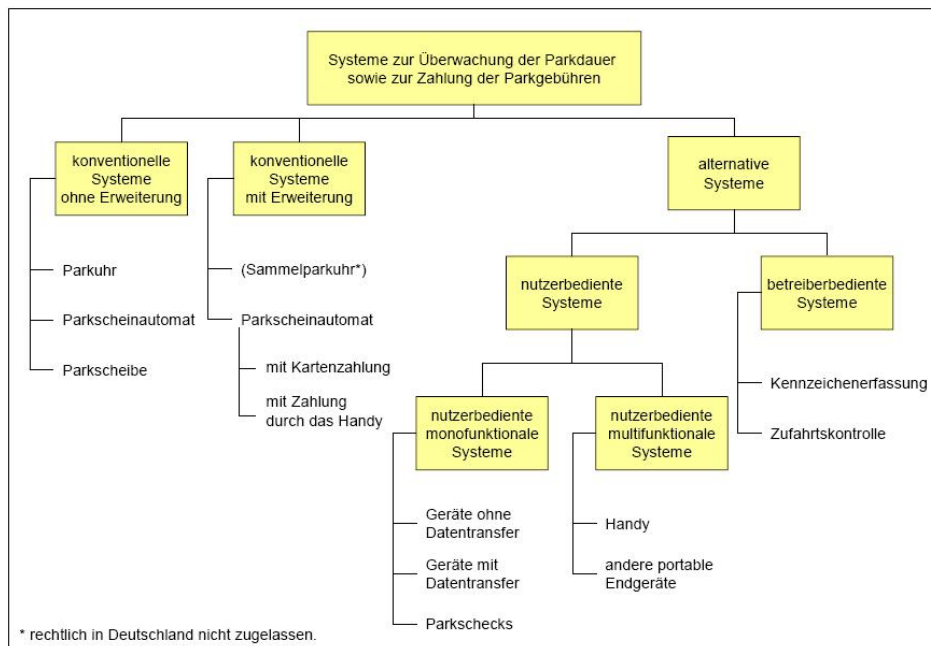 Systeme zur Überwachung der Parkdauer
sowie zur Zahlung der Parkgebühren
konventionelle
Systeme
ohne Erweiterung
Parkuhr
Parkscheinautomat
Parkscheibe
konventionelle
Systeme
mit Erweiterung
(Sammelparkuhr*)
Parkscheinautomat
mit Kartenzahlung
mit Zahlung
durch das Handy
alternative
Systeme
nutzerbediente
Systeme
nutzerbediente
monofunktionale
Systeme
Geräte ohne
Datentransfer
Geräte mit
Datentransfer
Parkschecks
nutzerbediente
multifunktionale
Systeme
Handy
andere portable
Endgeräte
betreiberbediente
Systeme
Kennzeichenerfassung
Zufahrtskontrolle
* rechtlich in Deutschland nicht zugelassen.